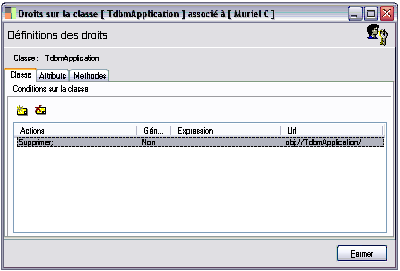 Droits sur la classe [ TdbmApplication ] associé à [ Muriel C ]
Définitions des droits
Classe : TdbmApplication
Classe Attributs Méthodes
Conditions sur la classe
Actions Gén... Expression Url
Supprimer; Non obj://TdbmApplication/
Fermer